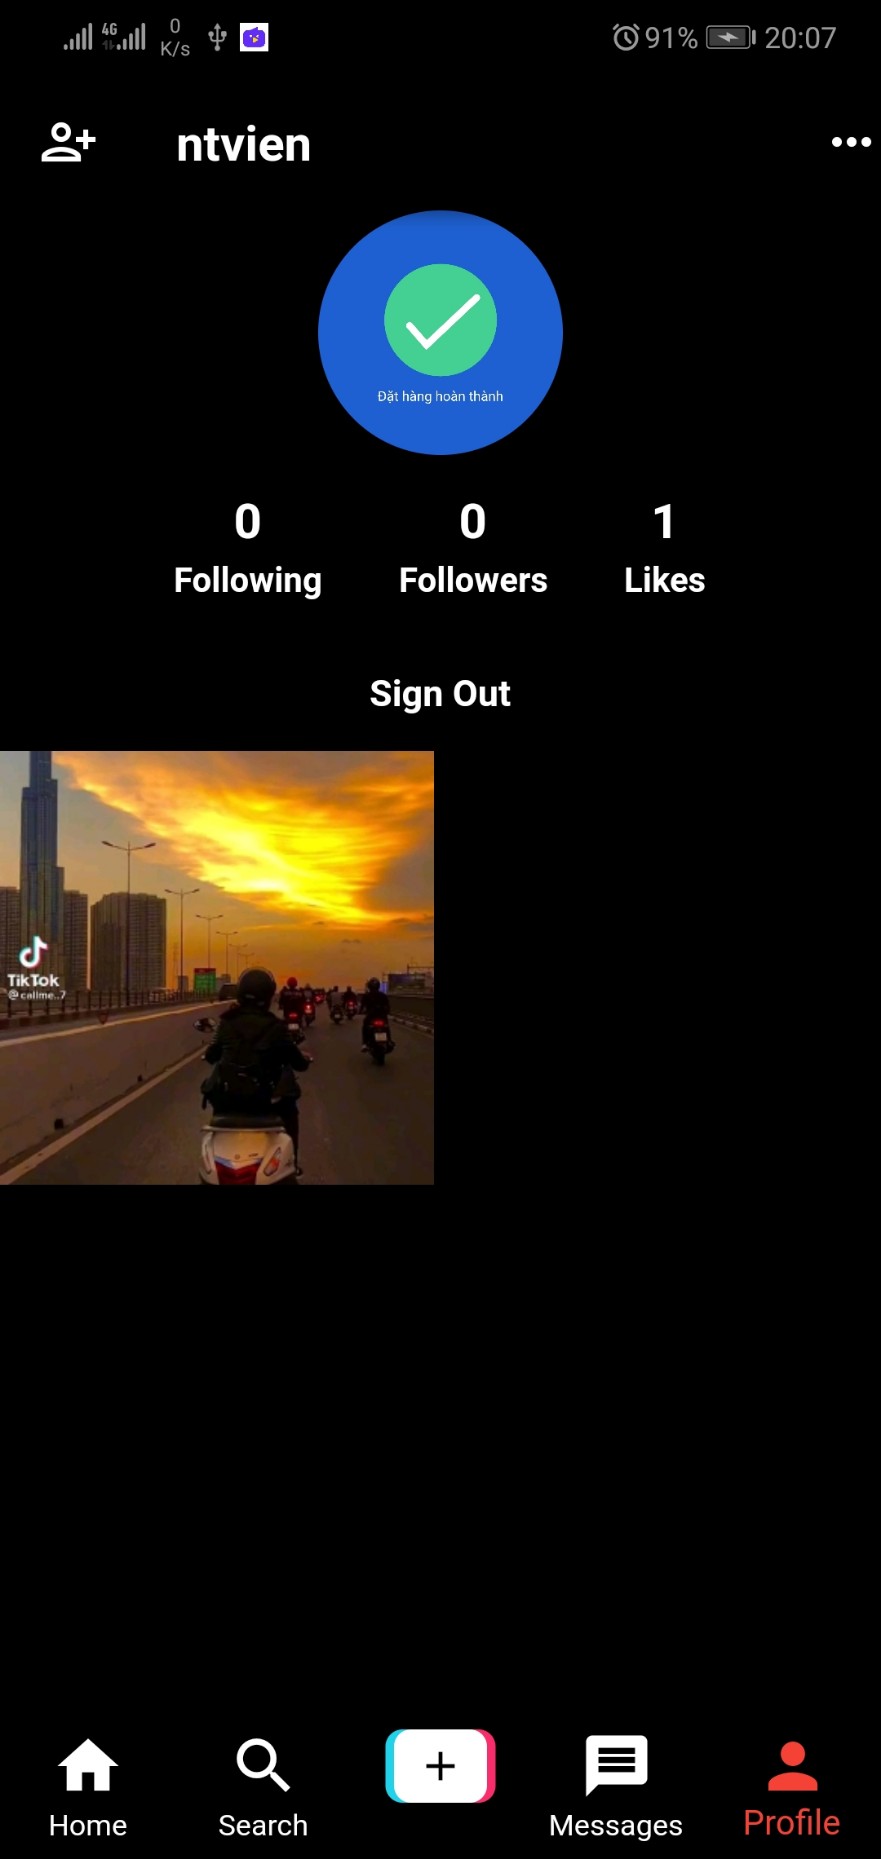 4G
0
K/s
91%
20:07
ntvien
Đặt hàng hoàn thành
0
0
1
Following
Followers
Likes
Sign Out
TikTok
@callme..7
Home
Search
Messages
Profile